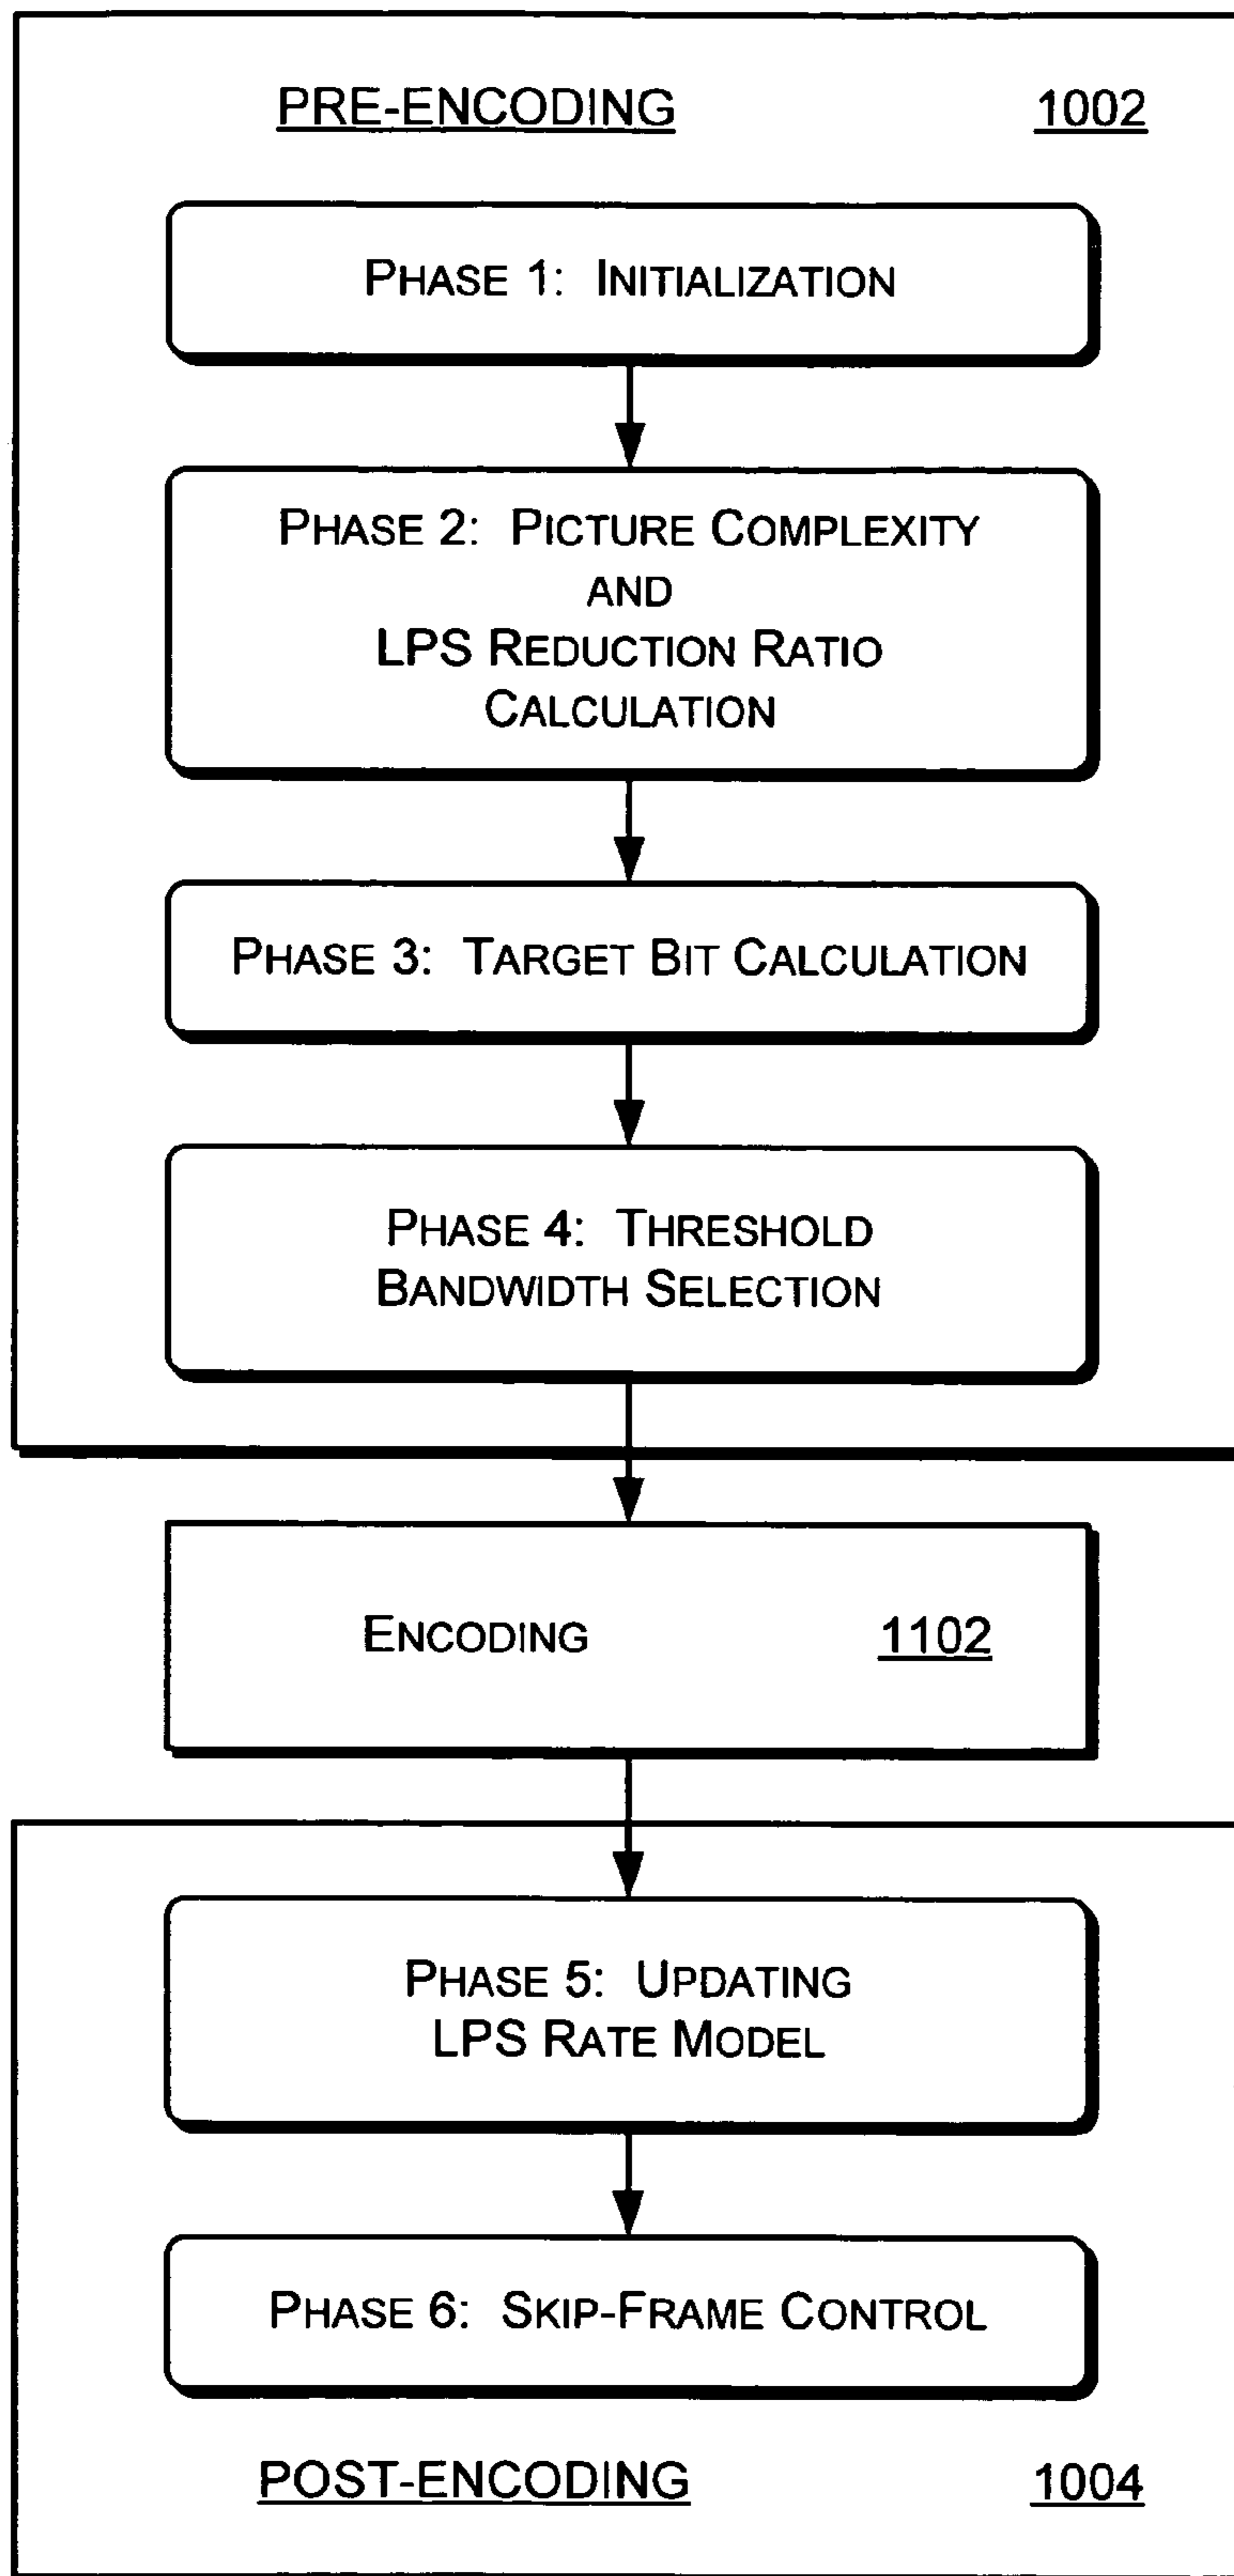 PRE-ENCODING 1002
PHASE 1: INITIALIZATION
PHASE 2: PICTURE COMPLEXITY
AND
LPS REDUCTION RATIO
CALCULATION
PHASE 3: TARGET BIT CALCULATION
PHASE 4: THRESHOLD
BANDWIDTH SELECTION
ENCODING 1102
PHASE 5: UPDATING
LPS RATE MODEL
PHASE 6: SKIP-FRAME CONTROL
POST-ENCODING 1004